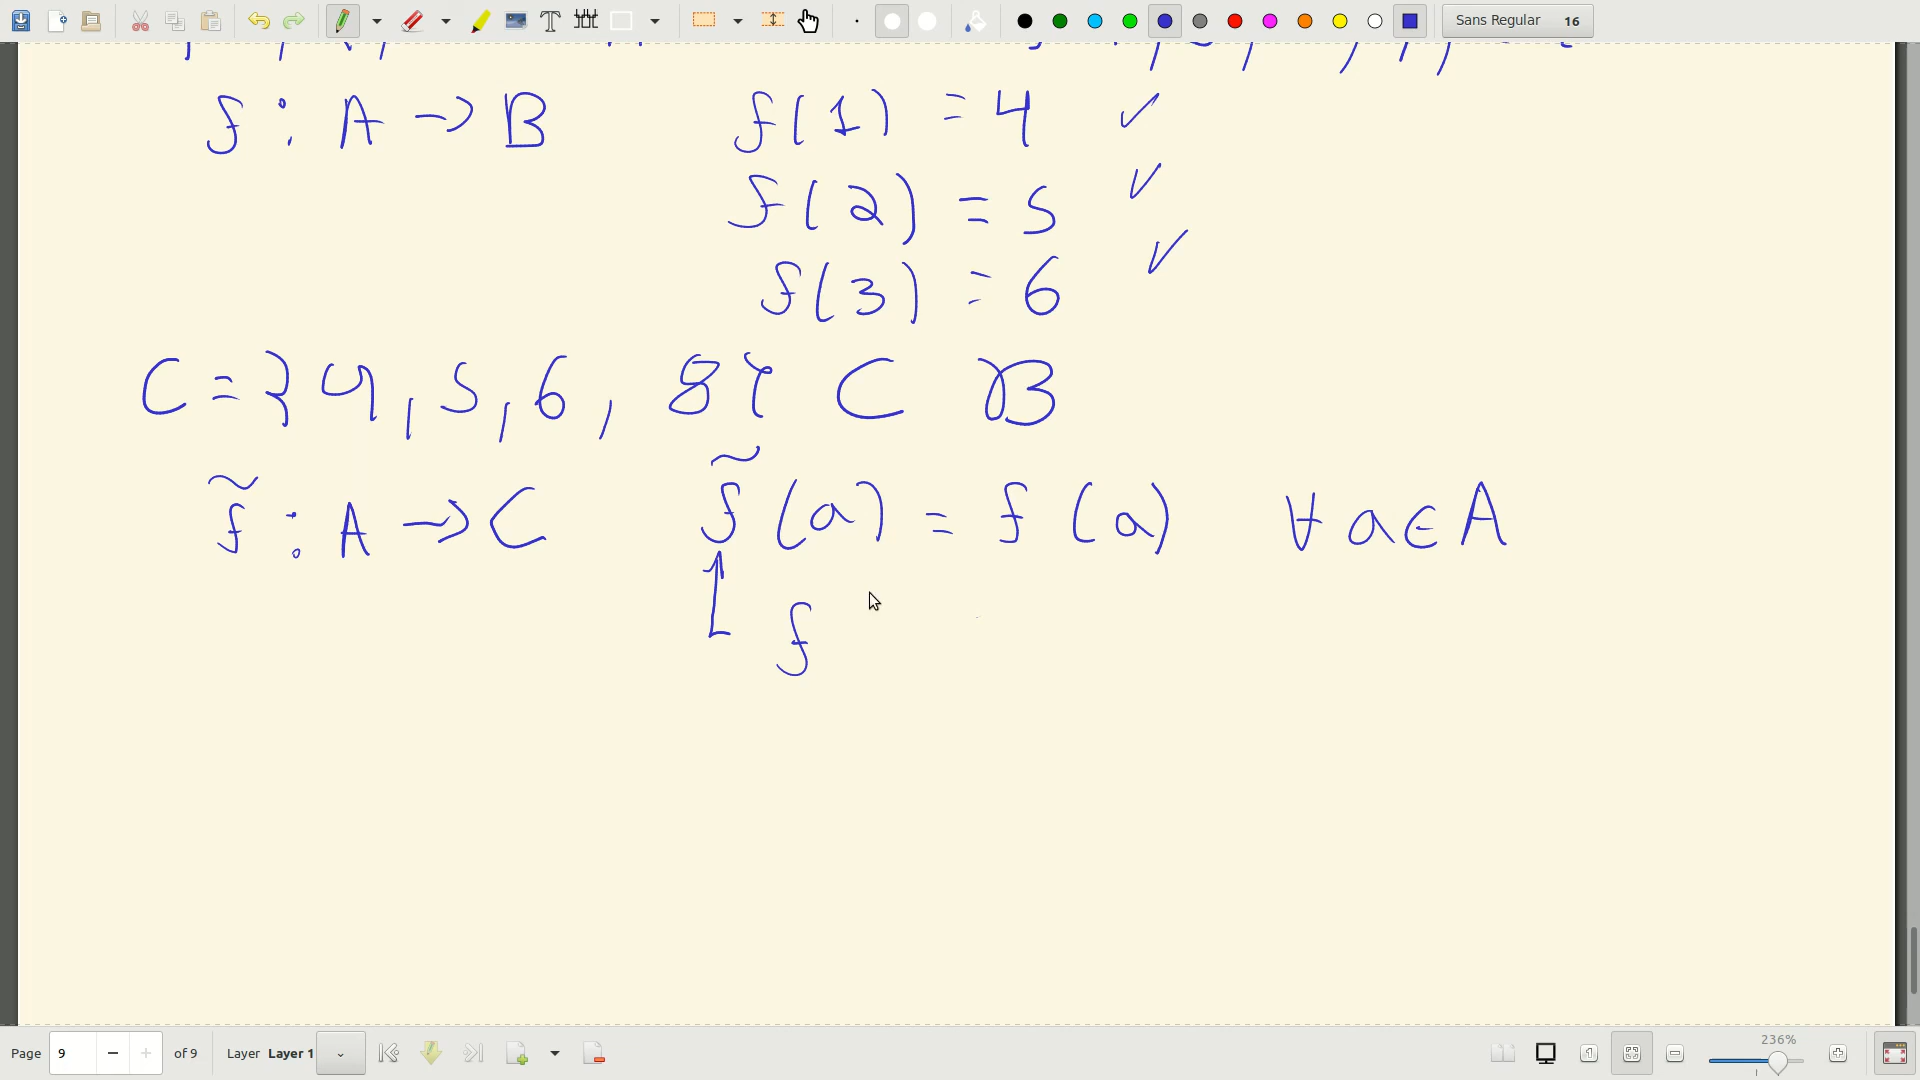 Sans Regular 16
f : A → B f(1) = 4 ✓
f(2) = 5 ✓
f(3) = 6 ✓
C = {4, 5, 6, 8} ⊂ B
f̃ : A → C f̃(a) = f(a) ∀ a ∈ A
f
Page 9 of 9 Layer Layer 1 236%